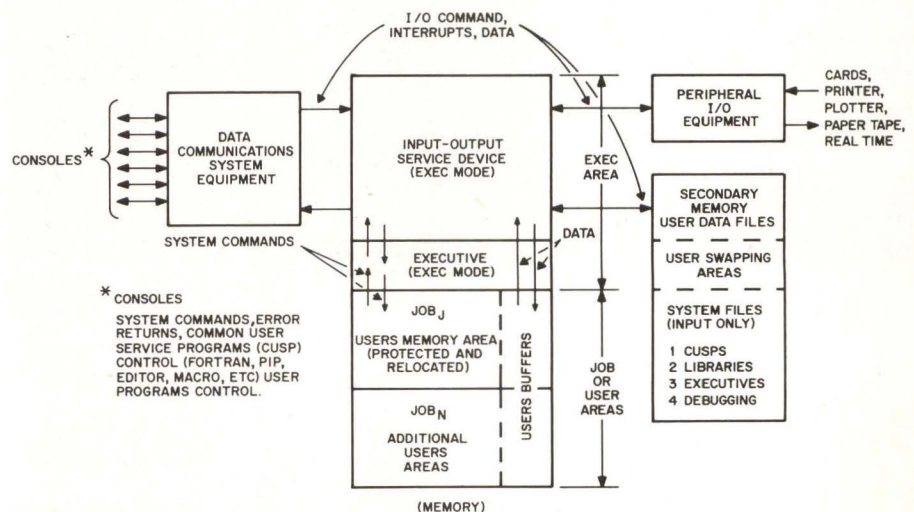 I/O COMMAND,
INTERRUPTS, DATA
CONSOLES*
DATA
COMMUNICATIONS
SYSTEM
EQUIPMENT
INPUT-OUTPUT
SERVICE DEVICE
(EXEC MODE)
EXEC
AREA
PERIPHERAL
I/O
EQUIPMENT
CARDS,
PRINTER,
PLOTTER,
PAPER TAPE,
REAL TIME
SYSTEM COMMANDS
EXECUTIVE
(EXEC MODE)
DATA
SECONDARY
MEMORY
USER DATA FILES
USER SWAPPING
AREAS
SYSTEM FILES
(INPUT ONLY)
1 CUSPS
2 LIBRARIES
3 EXECUTIVES
4 DEBUGGING
* CONSOLES
SYSTEM COMMANDS,ERROR
RETURNS, COMMON USER
SERVICE PROGRAMS (CUSP)
CONTROL (FORTRAN, PIP,
EDITOR, MACRO, ETC) USER
PROGRAMS CONTROL.
JOB J
USERS MEMORY AREA
(PROTECTED AND
RELOCATED)
USERS BUFFERS
JOB
OR
USER
AREAS
JOB N
ADDITIONAL
USERS
AREAS
(MEMORY)